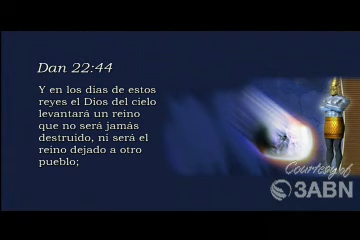 Dan 22:44
Y en los dias de estos
reyes el Dios del cielo
levantará un reino
que no será jamás
destruido, ni será el
reino dejado a otro
pueblo;
Courtesy of
3ABN